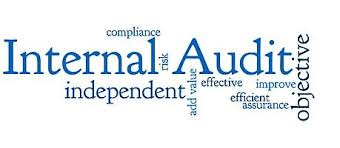 compliance
Internal Audit
risk
independent
add value
effective
improve
efficient
assurance
objective